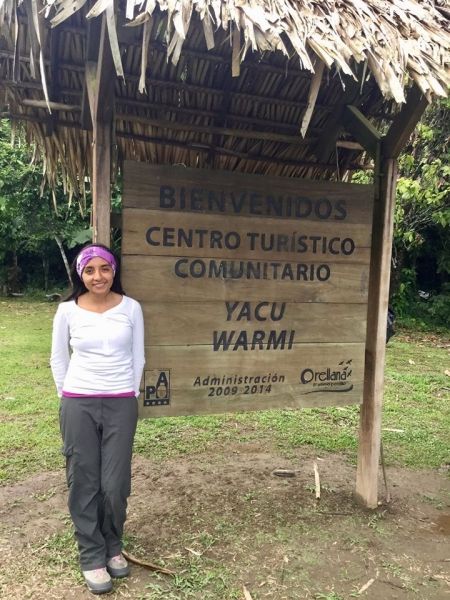 BIENVENIDOS
CENTRO TURÍSTICO
COMUNITARIO
YACU
WARMI
Administración
2009-2014
Orellana